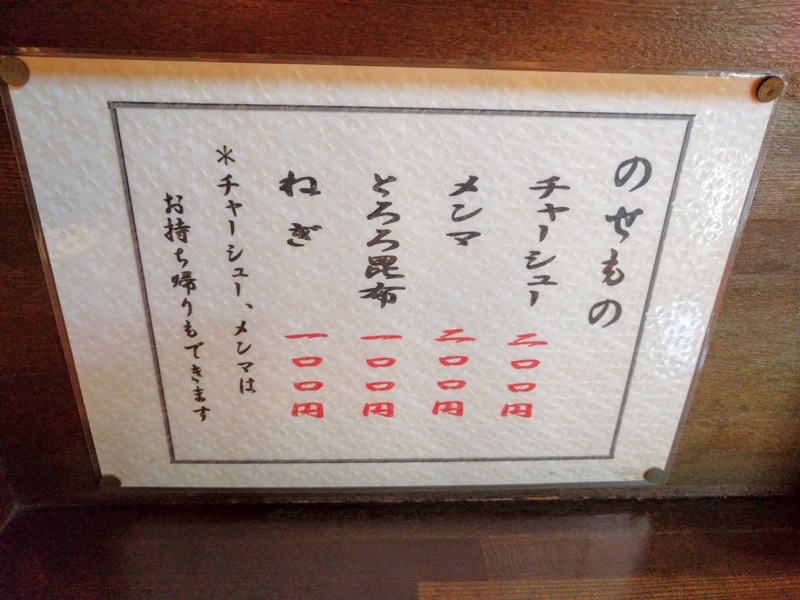 のせもの
チャーシュー 二〇〇円
メンマ 二〇〇円
とろろ昆布 一〇〇円
ねぎ 一〇〇円
＊チャーシュー、メンマは
お持ち帰りもできます